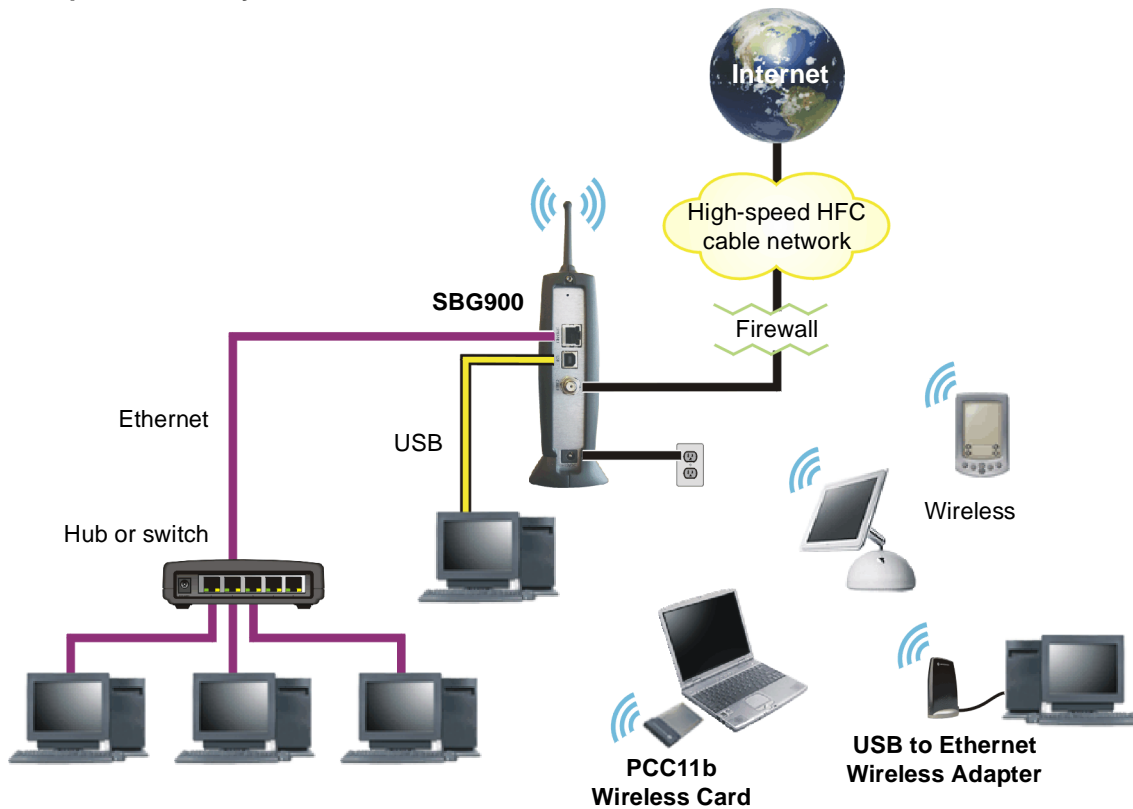 Internet
High-speed HFC
cable network
SBG900
Firewall
Ethernet
USB
Wireless
Hub or switch
PCC11b
Wireless Card
USB to Ethernet
Wireless Adapter